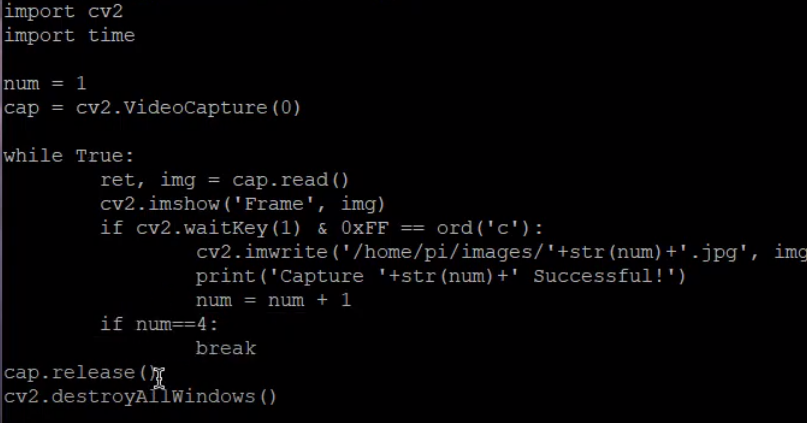 import cv2
import time
num = 1
cap = cv2.VideoCapture(0)
while True:
ret, img = cap.read()
cv2.imshow('Frame', img)
if cv2.waitKey(1) & 0xFF == ord('c'):
cv2.imwrite('/home/pi/images/'+str(num)+'.jpg', img
print('Capture '+str(num)+' Successful!')
num = num + 1
if num==4:
break
cap.release()
cv2.destroyAllWindows()